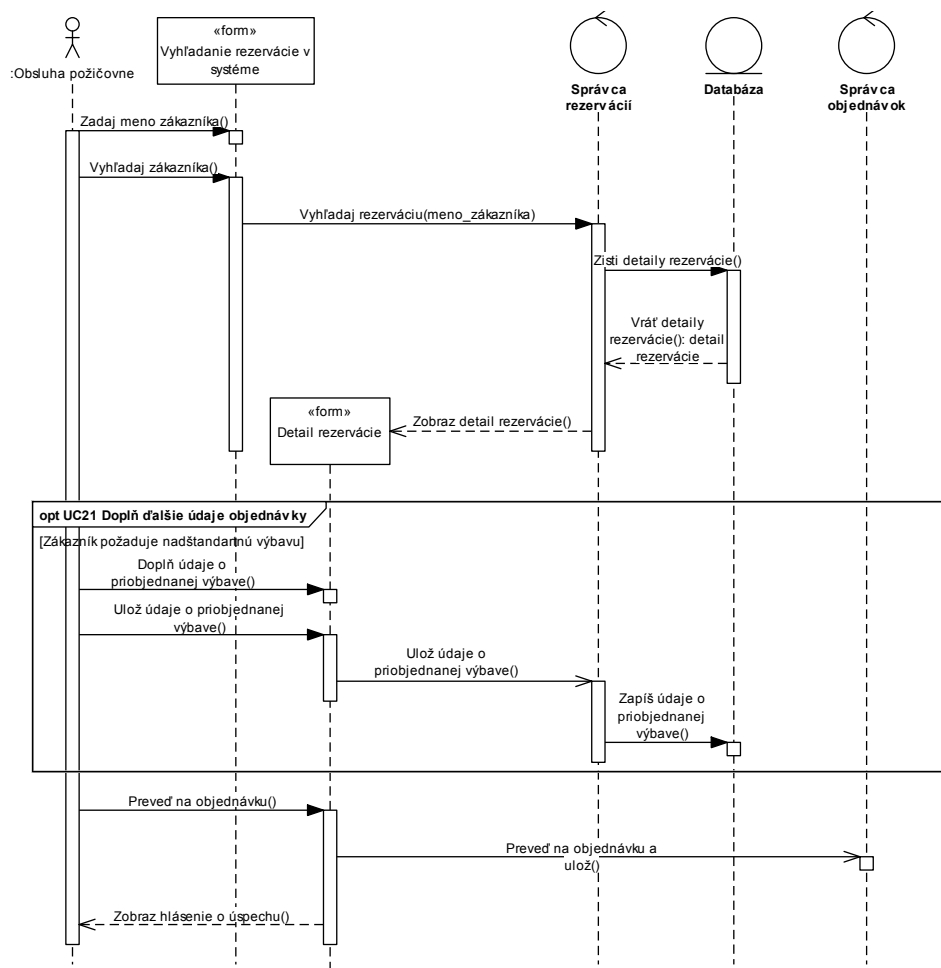 «form»
Vyhľadanie rezervácie v
systéme
:Obsluha požičovne
Správca
rezervácií
Databáza
Správca
objednávok
Zadaj meno zákazníka()
Vyhľadaj zákazníka()
Vyhľadaj rezerváciu(meno_zákazníka)
Zisti detaily rezervácie()
Vráť detaily
rezervácie(): detail
rezervácie
«form»
Detail rezervácie
Zobraz detail rezervácie()
opt UC21 Doplň ďalšie údaje objednávky
[Zákazník požaduje nadštandartnú výbavu]
Doplň údaje o
priobjednanej výbave()
Ulož údaje o priobjednanej
výbave()
Ulož údaje o
priobjednanej výbave()
Zapíš údaje o
priobjednanej
výbave()
Preveď na objednávku()
Preveď na objednávku a
ulož()
Zobraz hlásenie o úspechu()